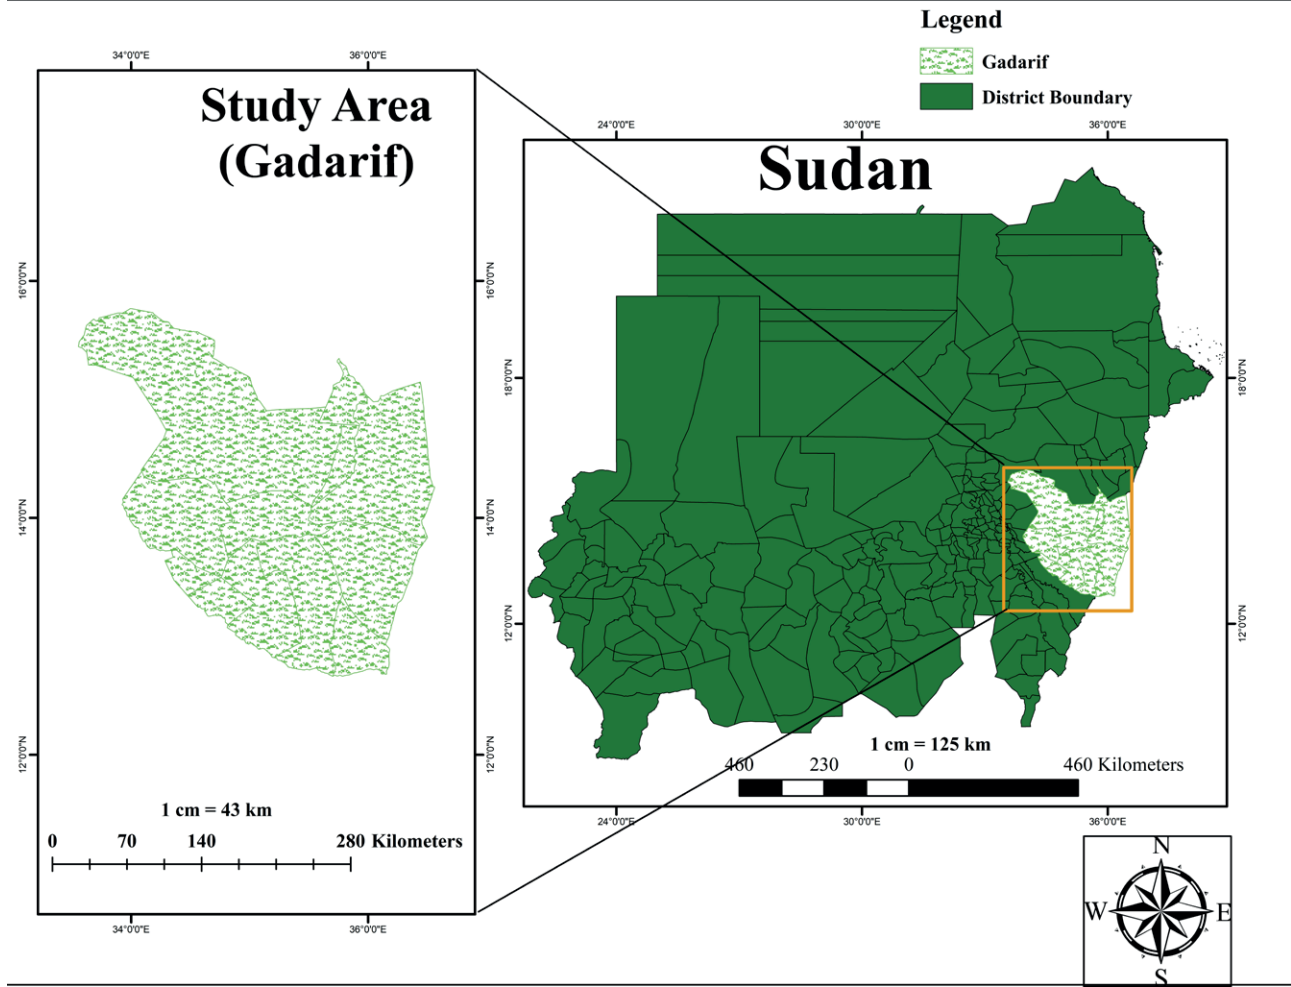 Legend
Gadarif
District Boundary
34°0'0"E
36°0'0"E
Study Area
(Gadarif)
16°0'0"N
16°0'0"N
14°0'0"N
14°0'0"N
12°0'0"N
12°0'0"N
1 cm = 43 km
0
70
140
280 Kilometers
34°0'0"E
36°0'0"E
24°0'0"E
30°0'0"E
36°0'0"E
Sudan
18°0'0"N
18°0'0"N
12°0'0"N
12°0'0"N
1 cm = 125 km
460
230
0
460 Kilometers
24°0'0"E
30°0'0"E
36°0'0"E
N
W
E
S